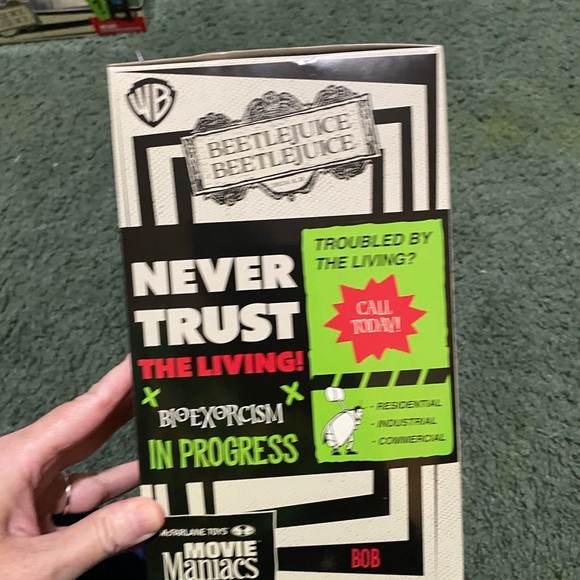 WB
BEETLEJUICE
BEETLEJUICE
NEVER
TRUST
THE LIVING!
BIOEXORCISM
IN PROGRESS
TROUBLED BY
THE LIVING?
CALL
TODAY!
- RESIDENTIAL
- INDUSTRIAL
- COMMERCIAL
McFARLANE TOYS
MOVIE
Maniacs
BOB